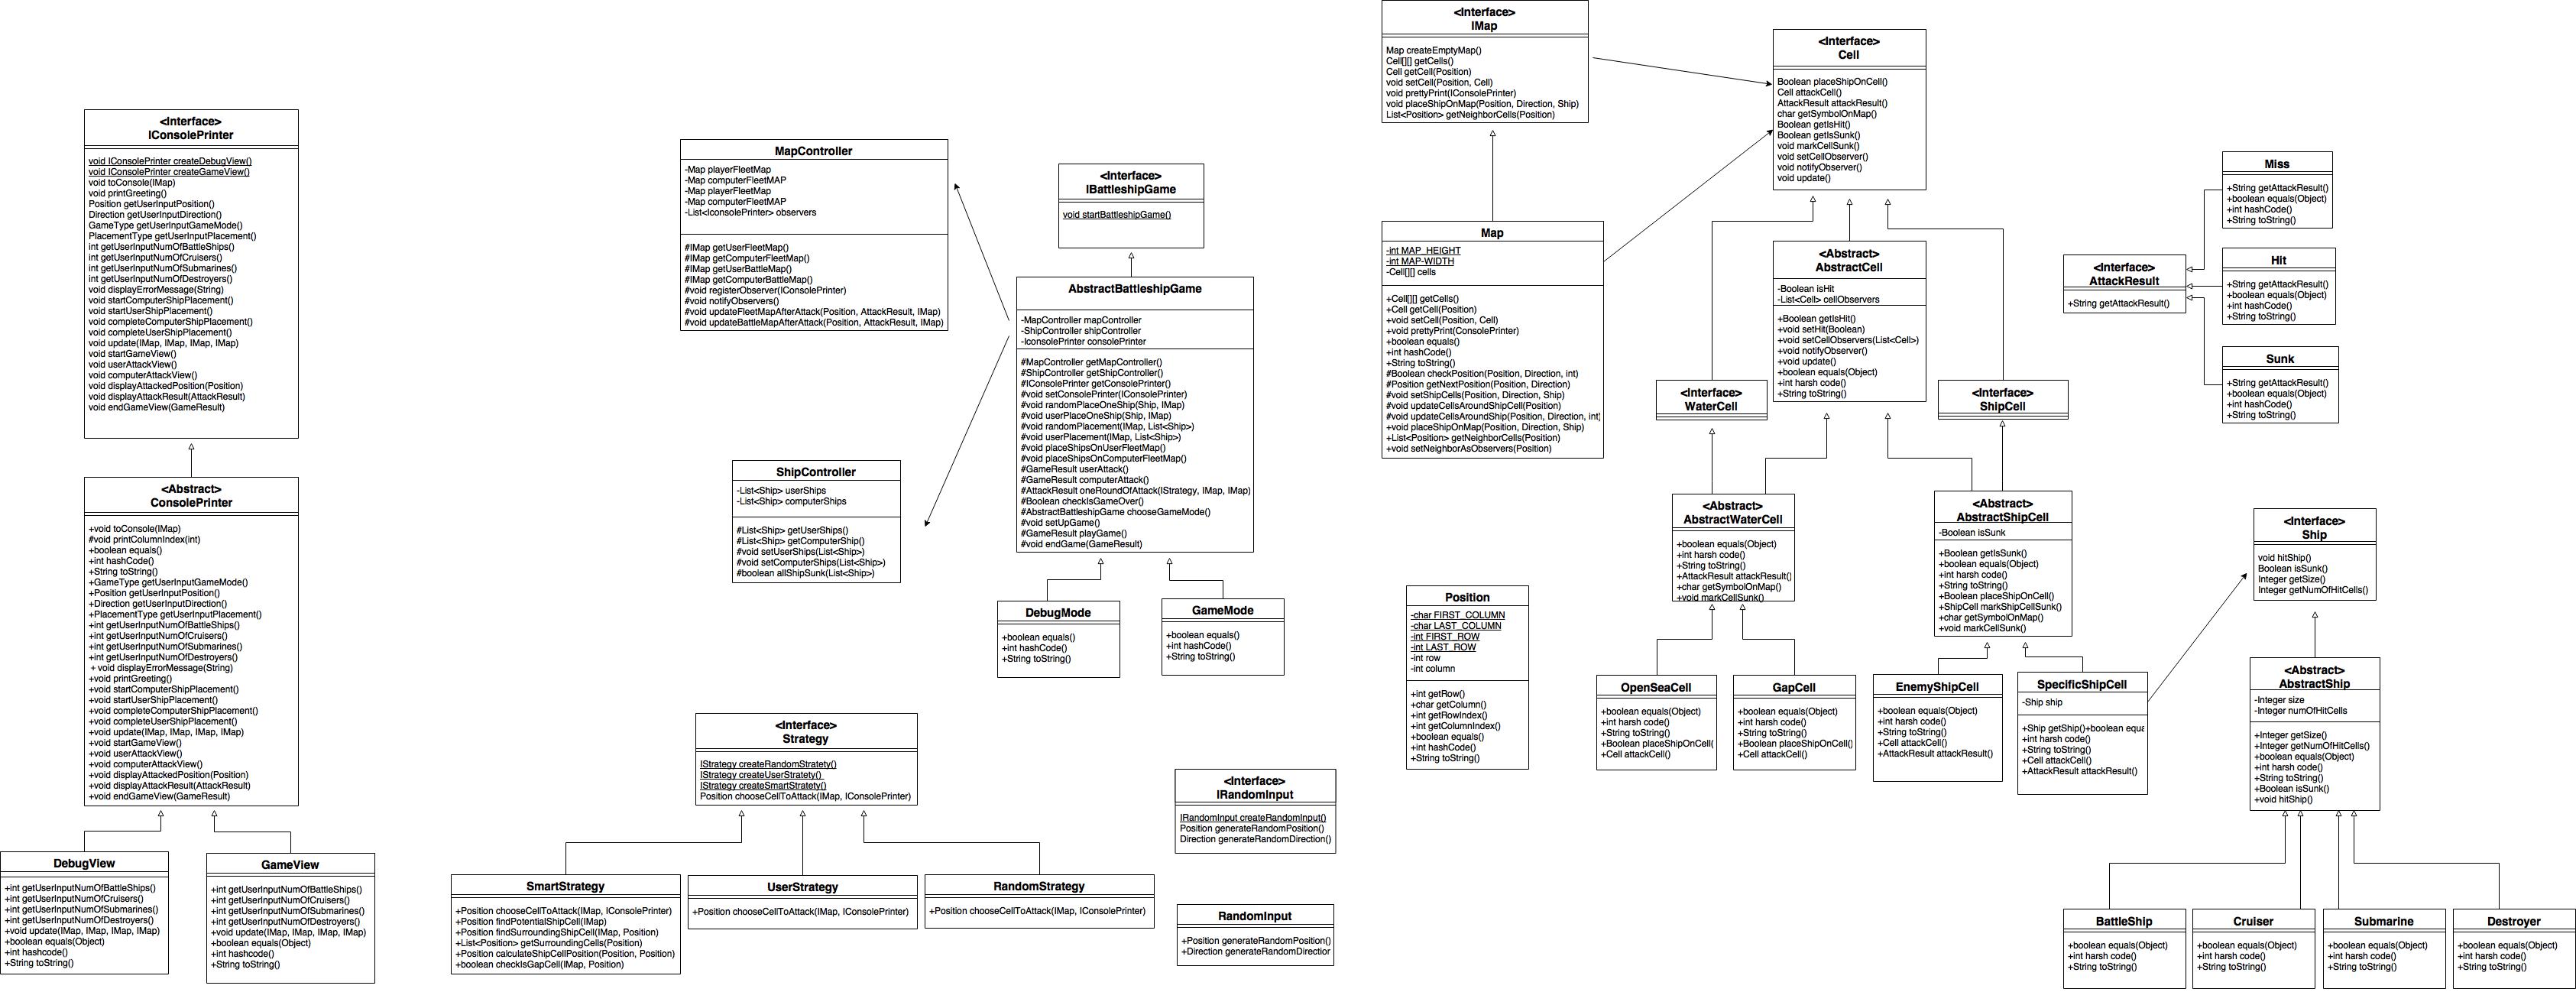 <Interface>
IConsolePrinter
void IConsolePrinter createDebugView()
void IConsolePrinter createGameView()
void toConsole(IMap)
void printGreeting()
Position getUserInputPosition()
Direction getUserInputDirection()
GameType getUserInputGameMode()
PlacementType getUserInputPlacement()
int getUserInputNumOfBattleShips()
int getUserInputNumOfCruisers()
int getUserInputNumOfSubmarines()
int getUserInputNumOfDestroyers()
void displayErrorMessage(String)
void startComputerShipPlacement()
void startUserShipPlacement()
void completeComputerShipPlacement()
void completeUserShipPlacement()
void update(IMap, IMap, IMap, IMap)
void startGameView()
void userAttackView()
void computerAttackView()
void displayAttackedPosition(Position)
void displayAttackResult(AttackResult)
void endGameView(GameResult)
<Abstract>
ConsolePrinter
+void toConsole(IMap)
#void printColumnIndex(int)
+boolean equals()
+int hashCode()
+String toString()
+GameType getUserInputGameMode()
+Position getUserInputPosition()
+Direction getUserInputDirection()
+PlacementType getUserInputPlacement()
+int getUserInputNumOfBattleShips()
+int getUserInputNumOfCruisers()
+int getUserInputNumOfSubmarines()
+int getUserInputNumOfDestroyers()
+ void displayErrorMessage(String)
+void printGreeting()
+void startComputerShipPlacement()
+void startUserShipPlacement()
+void completeComputerShipPlacement()
+void completeUserShipPlacement()
+void update(IMap, IMap, IMap, IMap)
+void startGameView()
+void userAttackView()
+void computerAttackView()
+void displayAttackedPosition(Position)
+void displayAttackResult(AttackResult)
+void endGameView(GameResult)
DebugView
+int getUserInputNumOfBattleShips()
+int getUserInputNumOfCruisers()
+int getUserInputNumOfSubmarines()
+int getUserInputNumOfDestroyers()
+void update(IMap, IMap, IMap, IMap)
+boolean equals(Object)
+int hashcode()
+String toString()
GameView
+int getUserInputNumOfBattleShips()
+int getUserInputNumOfCruisers()
+int getUserInputNumOfSubmarines()
+int getUserInputNumOfDestroyers()
+void update(IMap, IMap, IMap, IMap)
+boolean equals(Object)
+int hashcode()
+String toString()
MapController
-Map playerFleetMap
-Map computerFleetMAP
-Map playerFleetMap
-Map computerFleetMAP
-List<IconsolePrinter> observers
#IMap getUserFleetMap()
#IMap getComputerFleetMap()
#IMap getUserBattleMap()
#IMap getComputerBattleMap()
#void registerObserver(IConsolePrinter)
#void notifyObservers()
#void updateFleetMapAfterAttack(Position, AttackResult, IMap)
#void updateBattleMapAfterAttack(Position, AttackResult, IMap)
ShipController
-List<Ship> userShips
-List<Ship> computerShips
#List<Ship> getUserShips()
#List<Ship> getComputerShip()
#void setUserShips(List<Ship>)
#void setComputerShips(List<Ship>)
#boolean allShipSunk(List<Ship>)
<Interface>
IBattleshipGame
void startBattleshipGame()
AbstractBattleshipGame
-MapController mapController
-ShipController shipController
-IconsolePrinter consolePrinter
#MapController getMapController()
#ShipController getShipController()
#IConsolePrinter getConsolePrinter()
#void setConsolePrinter(IConsolePrinter)
#void randomPlaceOneShip(Ship, IMap)
#void userPlaceOneShip(Ship, IMap)
#void randomPlacement(IMap, List<Ship>)
#void userPlacement(IMap, List<Ship>)
#void placeShipsOnUserFleetMap()
#void placeShipsOnComputerFleetMap()
#GameResult userAttack()
#GameResult computerAttack()
#AttackResult oneRoundOfAttack(IStrategy, IMap, IMap)
#Boolean checkIsGameOver()
#AbstractBattleshipGame chooseGameMode()
#void setUpGame()
#GameResult playGame()
#void endGame(GameResult)
DebugMode
+boolean equals()
+int hashCode()
+String toString()
GameMode
+boolean equals()
+int hashCode()
+String toString()
<Interface>
Strategy
IStrategy createRandomStratety()
IStrategy createUserStratety()
IStrategy createSmartStratety()
Position chooseCellToAttack(IMap, IConsolePrinter)
SmartStrategy
+Position chooseCellToAttack(IMap, IConsolePrinter)
+Position findPotentialShipCell(IMap)
+Position findSurroundingShipCell(IMap, Position)
+List<Position> getSurroundingCells(Position)
+Position calculateShipCellPosition(Position, Position)
+boolean checkIsGapCell(IMap, Position)
UserStrategy
+Position chooseCellToAttack(IMap, IConsolePrinter)
RandomStrategy
+Position chooseCellToAttack(IMap, IConsolePrinter)
<Interface>
IRandomInput
IRandomInput createRandomInput()
Position generateRandomPosition()
Direction generateRandomDirection()
RandomInput
+Position generateRandomPosition()
+Direction generateRandomDirection
<Interface>
IMap
Map createEmptyMap()
Cell[][] getCells()
Cell getCell(Position)
void setCell(Position, Cell)
void prettyPrint(IConsolePrinter)
void placeShipOnMap(Position, Direction, Ship)
List<Position> getNeighborCells(Position)
Map
-int MAP_HEIGHT
-int MAP-WIDTH
-Cell[][] cells
+Cell[][] getCells()
+Cell getCell(Position)
+void setCell(Position, Cell)
+void prettyPrint(ConsolePrinter)
+boolean equals()
+int hashCode()
+String toString()
#Boolean checkPosition(Position, Direction, int)
#Position getNextPosition(Position, Direction)
#void setShipCells(Position, Direction, Ship)
#void updateCellsAroundShipCell(Position)
#void updateCellsAroundShip(Position, Direction, int)
+void placeShipOnMap(Position, Direction, Ship)
+List<Position> getNeighborCells(Position)
+void setNeighborAsObservers(Position)
Position
-char FIRST_COLUMN
-char LAST_COLUMN
-int FIRST_ROW
-int LAST_ROW
-int row
-int column
+int getRow()
+char getColumn()
+int getRowIndex()
+int getColumnIndex()
+boolean equals()
+int hashCode()
+String toString()
<Interface>
Cell
Boolean placeShipOnCell()
Cell attackCell()
AttackResult attackResult()
char getSymbolOnMap()
Boolean getIsHit()
Boolean getIsSunk()
void markCellSunk()
void setCellObserver()
void notifyObserver()
void update()
<Abstract>
AbstractCell
-Boolean isHit
-List<Cell> cellObservers
+Boolean getIsHit()
+void setHit(Boolean)
+void setCellObservers(List<Cell>)
+void notifyObserver()
+void update()
+boolean equals(Object)
+int harsh code()
+String toString()
<Interface>
WaterCell
<Interface>
ShipCell
<Abstract>
AbstractWaterCell
+boolean equals(Object)
+int harsh code()
+String toString()
+AttackResult attackResult()
+char getSymbolOnMap()
+void markCellSunk()
<Abstract>
AbstractShipCell
-Boolean isSunk
+Boolean getIsSunk()
+boolean equals(Object)
+int harsh code()
+String toString()
+Boolean placeShipOnCell()
+ShipCell markShipCellSunk()
+char getSymbolOnMap()
+void markCellSunk()
OpenSeaCell
+boolean equals(Object)
+int harsh code()
+String toString()
+Boolean placeShipOnCell(
+Cell attackCell()
GapCell
+boolean equals(Object)
+int harsh code()
+String toString()
+Boolean placeShipOnCell()
+Cell attackCell()
EnemyShipCell
+boolean equals(Object)
+int harsh code()
+String toString()
+Cell attackCell()
+AttackResult attackResult()
SpecificShipCell
-Ship ship
+Ship getShip()+boolean equa
+int harsh code()
+String toString()
+Cell attackCell()
+AttackResult attackResult()
<Interface>
AttackResult
+String getAttackResult()
Miss
+String getAttackResult()
+boolean equals(Object)
+int hashCode()
+String toString()
Hit
+String getAttackResult()
+boolean equals(Object)
+int hashCode()
+String toString()
Sunk
+String getAttackResult()
+boolean equals(Object)
+int hashCode()
+String toString()
<Interface>
Ship
void hitShip()
Boolean isSunk()
Integer getSize()
Integer getNumOfHitCells()
<Abstract>
AbstractShip
-Integer size
-Integer numOfHitCells
+Integer getSize()
+Integer getNumOfHitCells()
+boolean equals(Object)
+int harsh code()
+String toString()
+Boolean isSunk()
+void hitShip()
BattleShip
+boolean equals(Object)
+int harsh code()
+String toString()
Cruiser
+boolean equals(Object)
+int harsh code()
+String toString()
Submarine
+boolean equals(Object)
+int harsh code()
+String toString()
Destroyer
+boolean equals(Object)
+int harsh code()
+String toString()